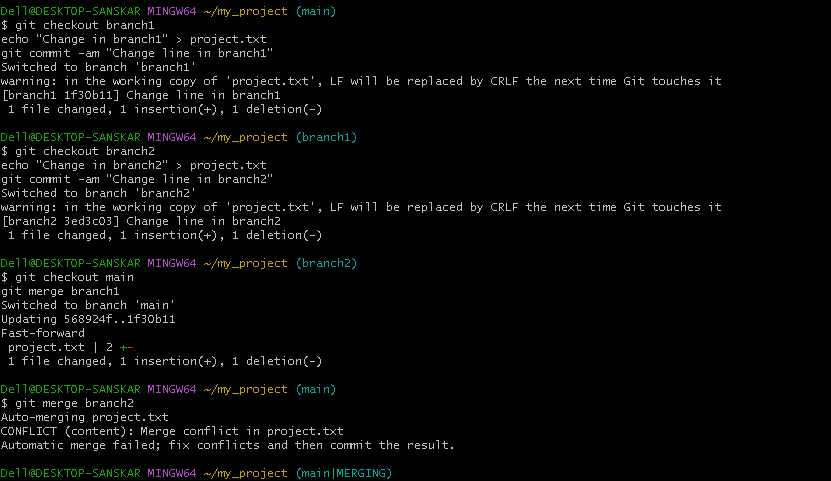 Dell@DESKTOP-SANSKAR MINGW64 ~/my_project (main)
$ git checkout branch1
echo "Change in branch1" > project.txt
git commit -am "Change line in branch1"
Switched to branch 'branch1'
warning: in the working copy of 'project.txt', LF will be replaced by CRLF the next time Git touches it
[branch1 1f30b11] Change line in branch1
 1 file changed, 1 insertion(+), 1 deletion(-)
Dell@DESKTOP-SANSKAR MINGW64 ~/my_project (branch1)
$ git checkout branch2
echo "Change in branch2" > project.txt
git commit -am "Change line in branch2"
Switched to branch 'branch2'
warning: in the working copy of 'project.txt', LF will be replaced by CRLF the next time Git touches it
[branch2 3ed3c03] Change line in branch2
 1 file changed, 1 insertion(+), 1 deletion(-)
Dell@DESKTOP-SANSKAR MINGW64 ~/my_project (branch2)
$ git checkout main
git merge branch1
Switched to branch 'main'
Updating 568924f..1f30b11
Fast-forward
 project.txt | 2 +-
 1 file changed, 1 insertion(+), 1 deletion(-)
Dell@DESKTOP-SANSKAR MINGW64 ~/my_project (main)
$ git merge branch2
Auto-merging project.txt
CONFLICT (content): Merge conflict in project.txt
Automatic merge failed; fix conflicts and then commit the result.
Dell@DESKTOP-SANSKAR MINGW64 ~/my_project (main|MERGING)